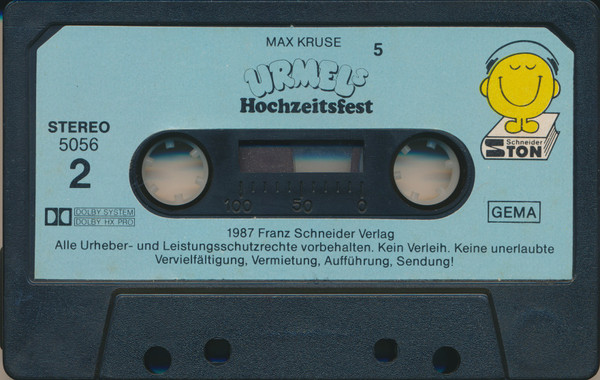 MAX KRUSE
5
URMELs
Hochzeitsfest
Schneider
STON
STEREO
5056
2
DOLBY SYSTEM
DOLBY HX PRO
100 50 0
GEMA
1987 Franz Schneider Verlag
Alle Urheber- und Leistungsschutzrechte vorbehalten. Kein Verleih. Keine unerlaubte
Vervielfältigung, Vermietung, Aufführung, Sendung!